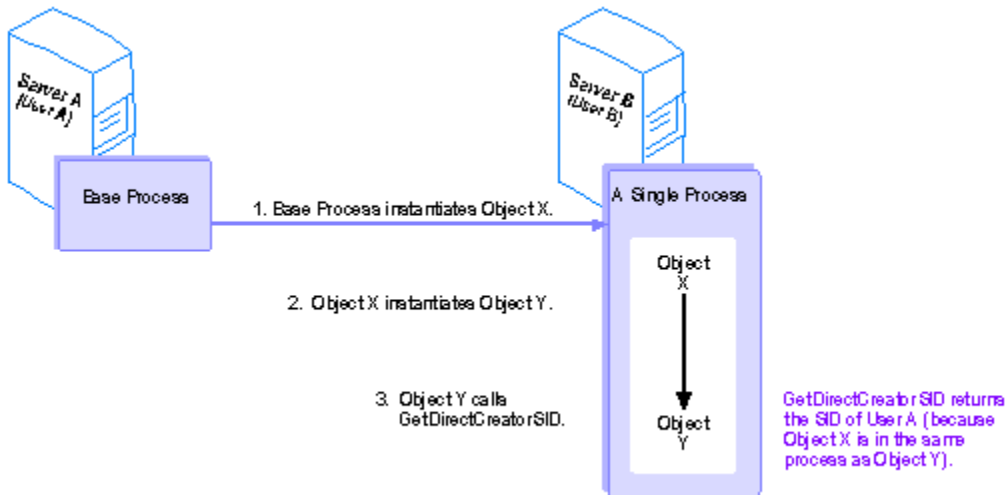 Server A
(User A)
Server B
(User B)
Base Process
A Single Process
1. Base Process instantiates Object X.
Object
X
2. Object X instantiates Object Y.
3. Object Y calls
GetDirectCreatorSID.
Object
Y
GetDirectCreatorSID returns
the SID of User A (because
Object X is in the same
process as Object Y).